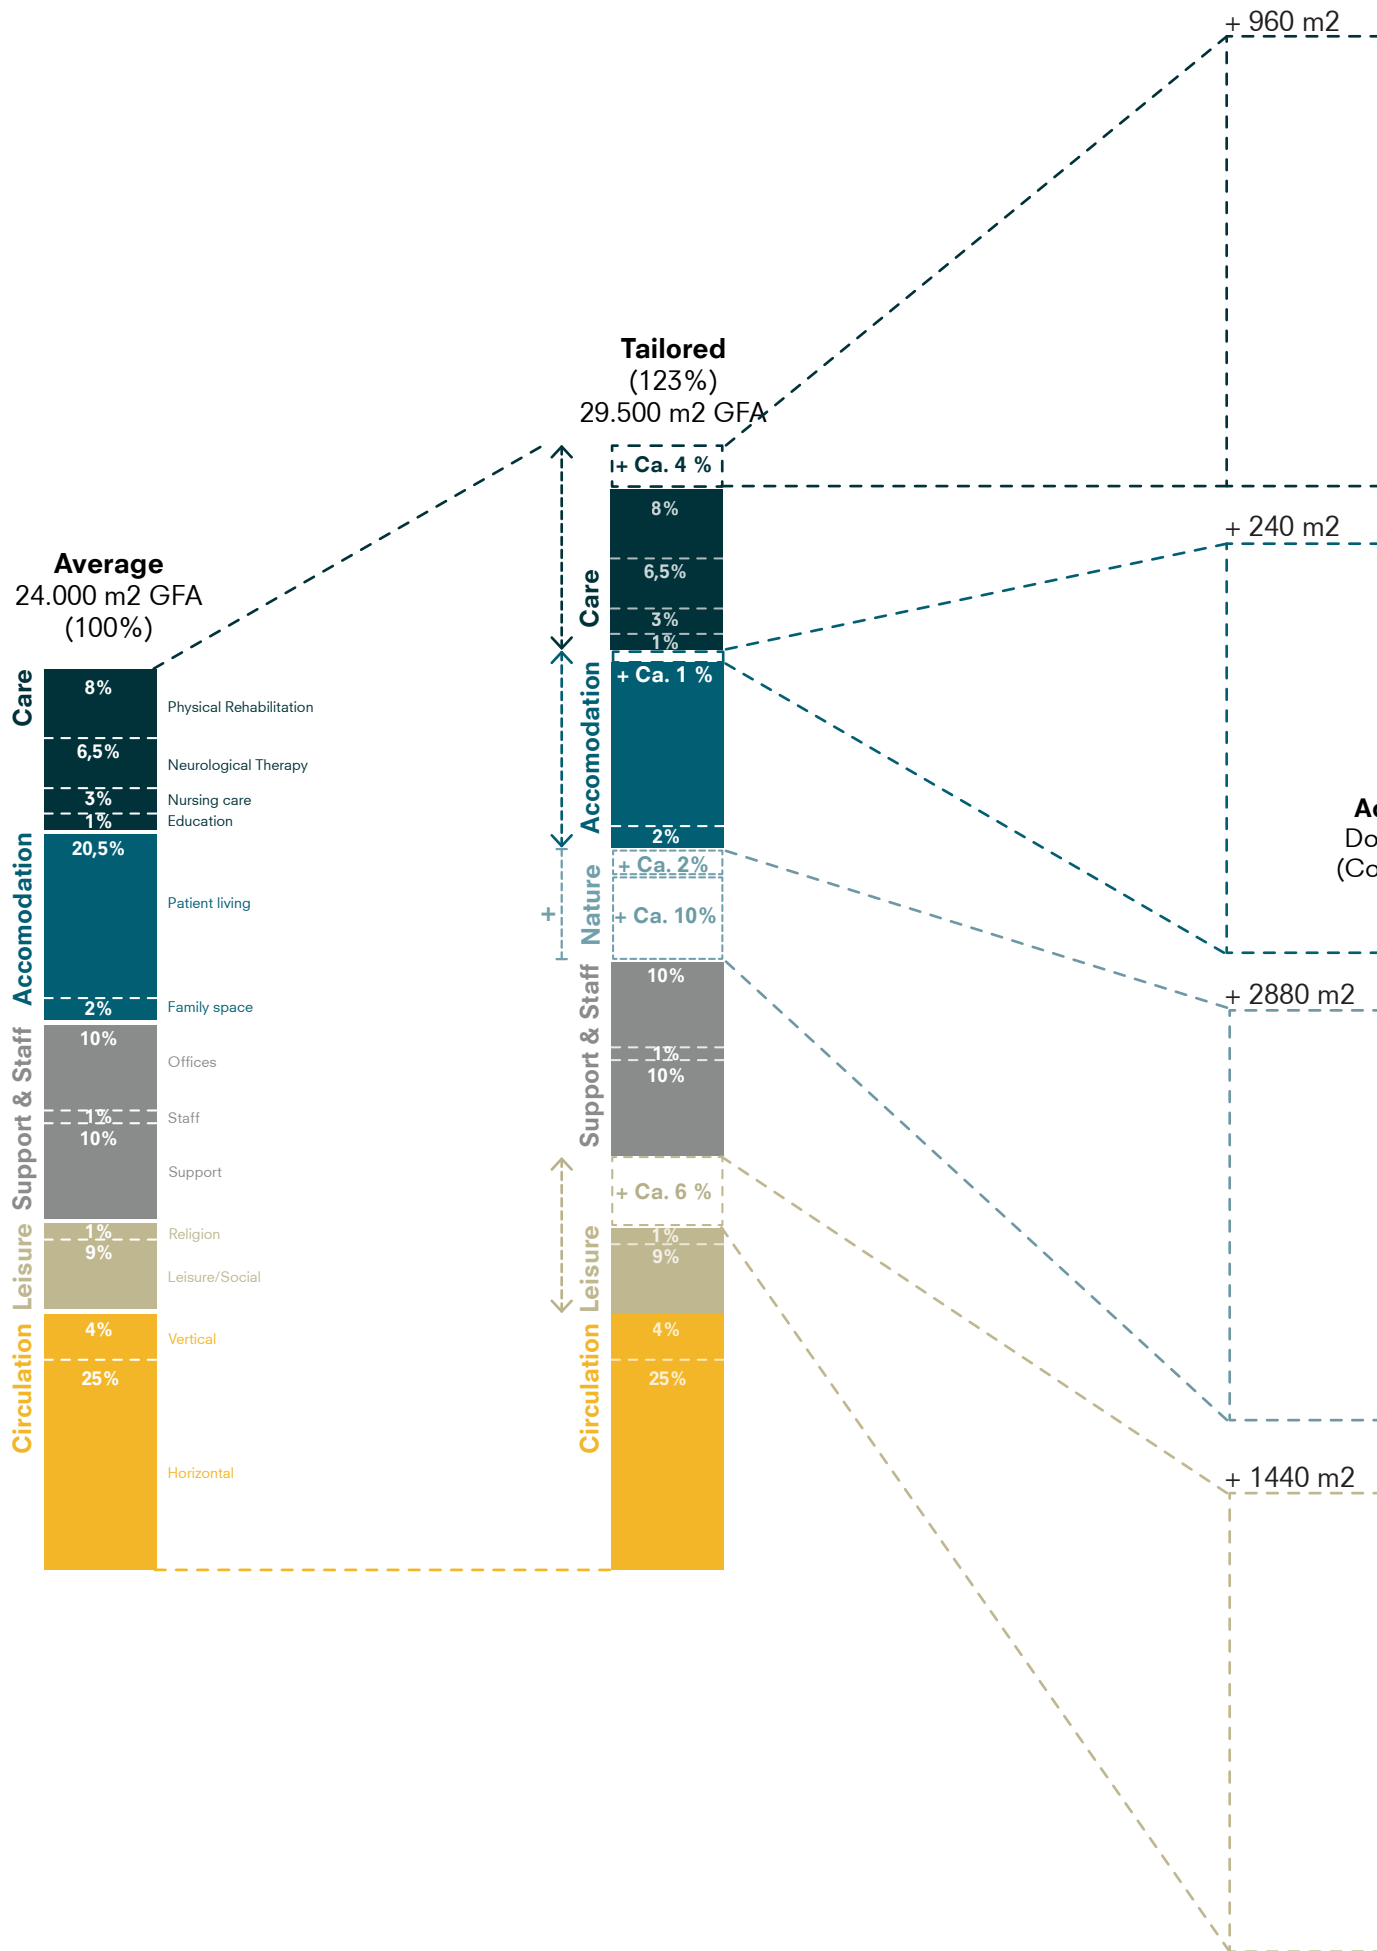 + 960 m2
Tailored
(123%)
29.500 m2 GFA
+ Ca. 4 %
8%
6,5%
3%
1%
Care
+ 240 m2
Average
24.000 m2 GFA
(100%)
Care
8%
Physical Rehabilitation
6,5%
Neurological Therapy
3%
Nursing care
1%
Education
Accomodation
20,5%
Patient living
2%
Family space
Support & Staff
10%
Offices
1%
Staff
10%
Support
Leisure
1%
Religion
9%
Leisure/Social
Circulation
4%
Vertical
25%
Horizontal
Accomodation
+ Ca. 1 %
2%
Nature
+
+ Ca. 2%
+ Ca. 10%
Support & Staff
10%
1%
10%
+ Ca. 6 %
Leisure
1%
9%
Circulation
4%
25%
Do
(Co
+ 2880 m2
+ 1440 m2